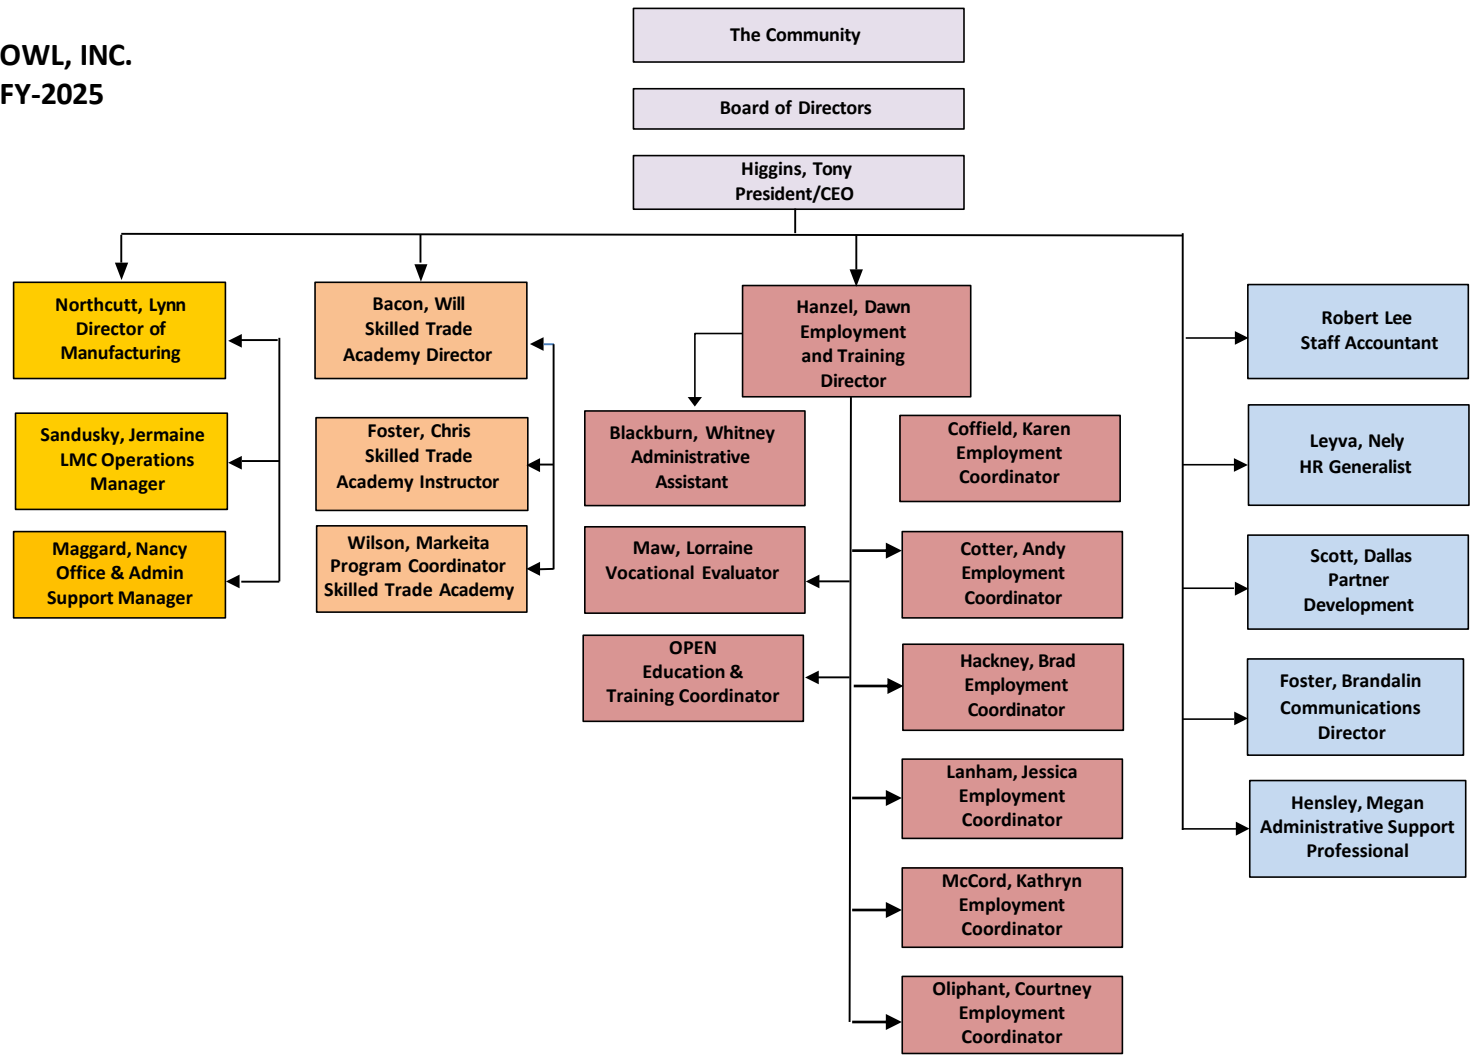 OWL, INC.
FY-2025
The Community
Board of Directors
Higgins, Tony
President/CEO
Northcutt, Lynn
Director of
Manufacturing
Sandusky, Jermaine
LMC Operations
Manager
Maggard, Nancy
Office & Admin
Support Manager
Bacon, Will
Skilled Trade
Academy Director
Foster, Chris
Skilled Trade
Academy Instructor
Wilson, Markeita
Program Coordinator
Skilled Trade Academy
Hanzel, Dawn
Employment
and Training
Director
Blackburn, Whitney
Administrative
Assistant
Maw, Lorraine
Vocational Evaluator
OPEN
Education &
Training Coordinator
Coffield, Karen
Employment
Coordinator
Cotter, Andy
Employment
Coordinator
Hackney, Brad
Employment
Coordinator
Lanham, Jessica
Employment
Coordinator
McCord, Kathryn
Employment
Coordinator
Oliphant, Courtney
Employment
Coordinator
Robert Lee
Staff Accountant
Leyva, Nely
HR Generalist
Scott, Dallas
Partner
Development
Foster, Brandalin
Communications
Director
Hensley, Megan
Administrative Support
Professional